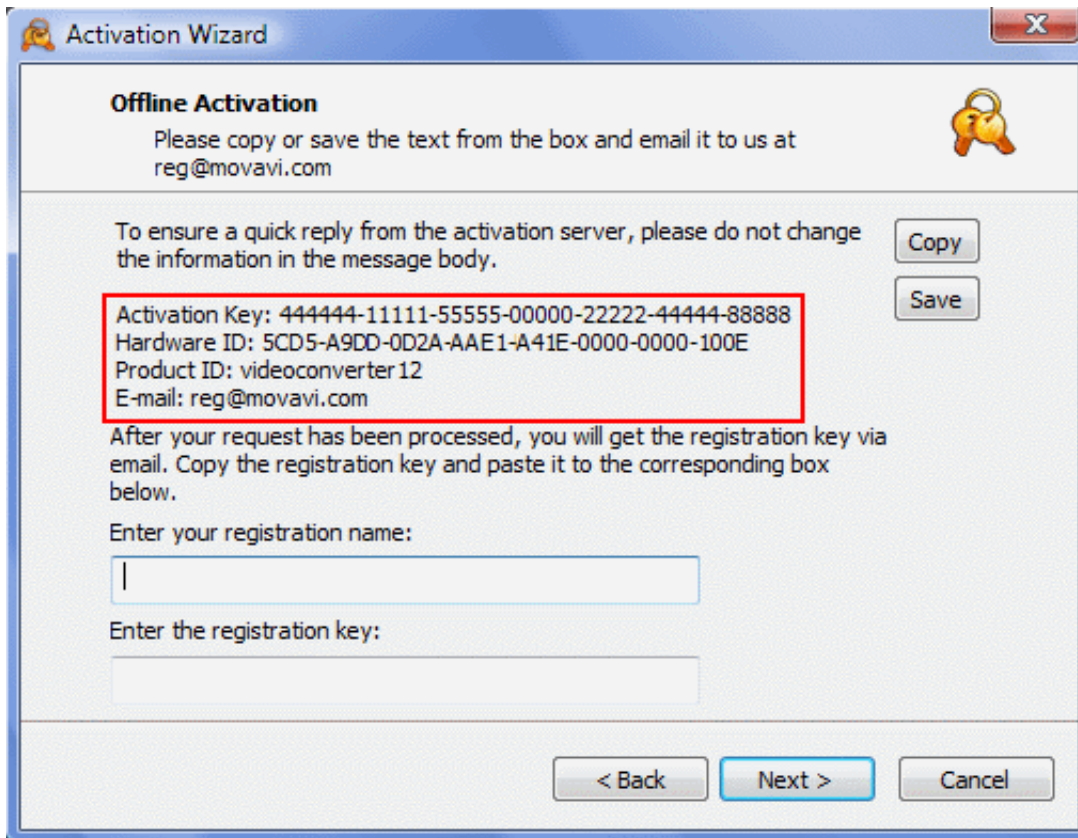 Activation Wizard
Offline Activation
Please copy or save the text from the box and email it to us at
reg@movavi.com
To ensure a quick reply from the activation server, please do not change
the information in the message body.
Copy
Save
Activation Key: 444444-11111-55555-00000-22222-44444-88888
Hardware ID: 5CD5-A9DD-0D2A-AAE1-A41E-0000-0000-100E
Product ID: videoconverter12
E-mail: reg@movavi.com
After your request has been processed, you will get the registration key via
email. Copy the registration key and paste it to the corresponding box
below.
Enter your registration name:
Enter the registration key:
< Back
Next >
Cancel